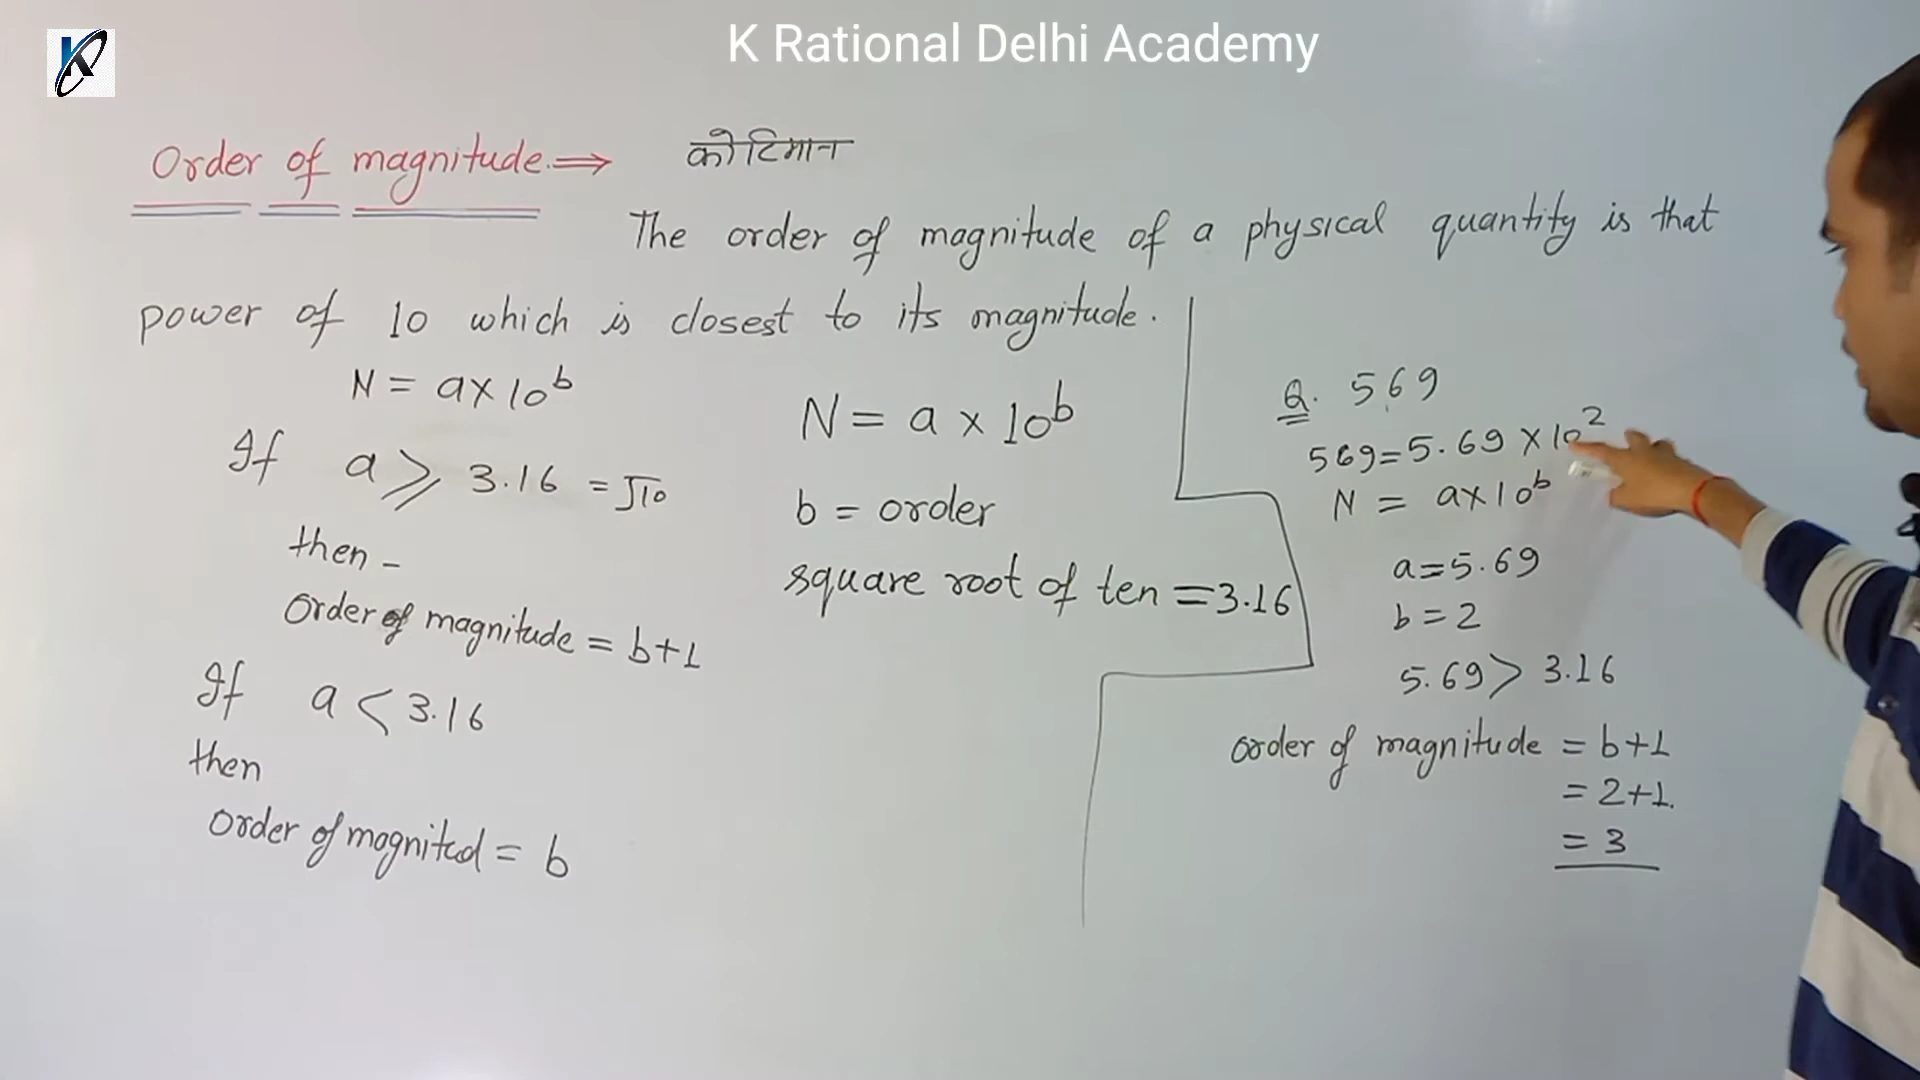 K Rational Delhi Academy
K
Order of magnitude. ⇒ कोटिमान
The order of magnitude of a physical quantity is that
power of 10 which is closest to its magnitude.
N = a x 10^b
If a ⩾ 3.16 = √10
then -
Order of magnitude = b+1
If a < 3.16
then
Order of magnitud = b
N = a x 10^b
b = order
square root of ten = 3.16
Q. 569
569 = 5.69 x 10^2
N = a x 10^b
a = 5.69
b = 2
5.69 > 3.16
order of magnitude = b+1
= 2+1.
= 3